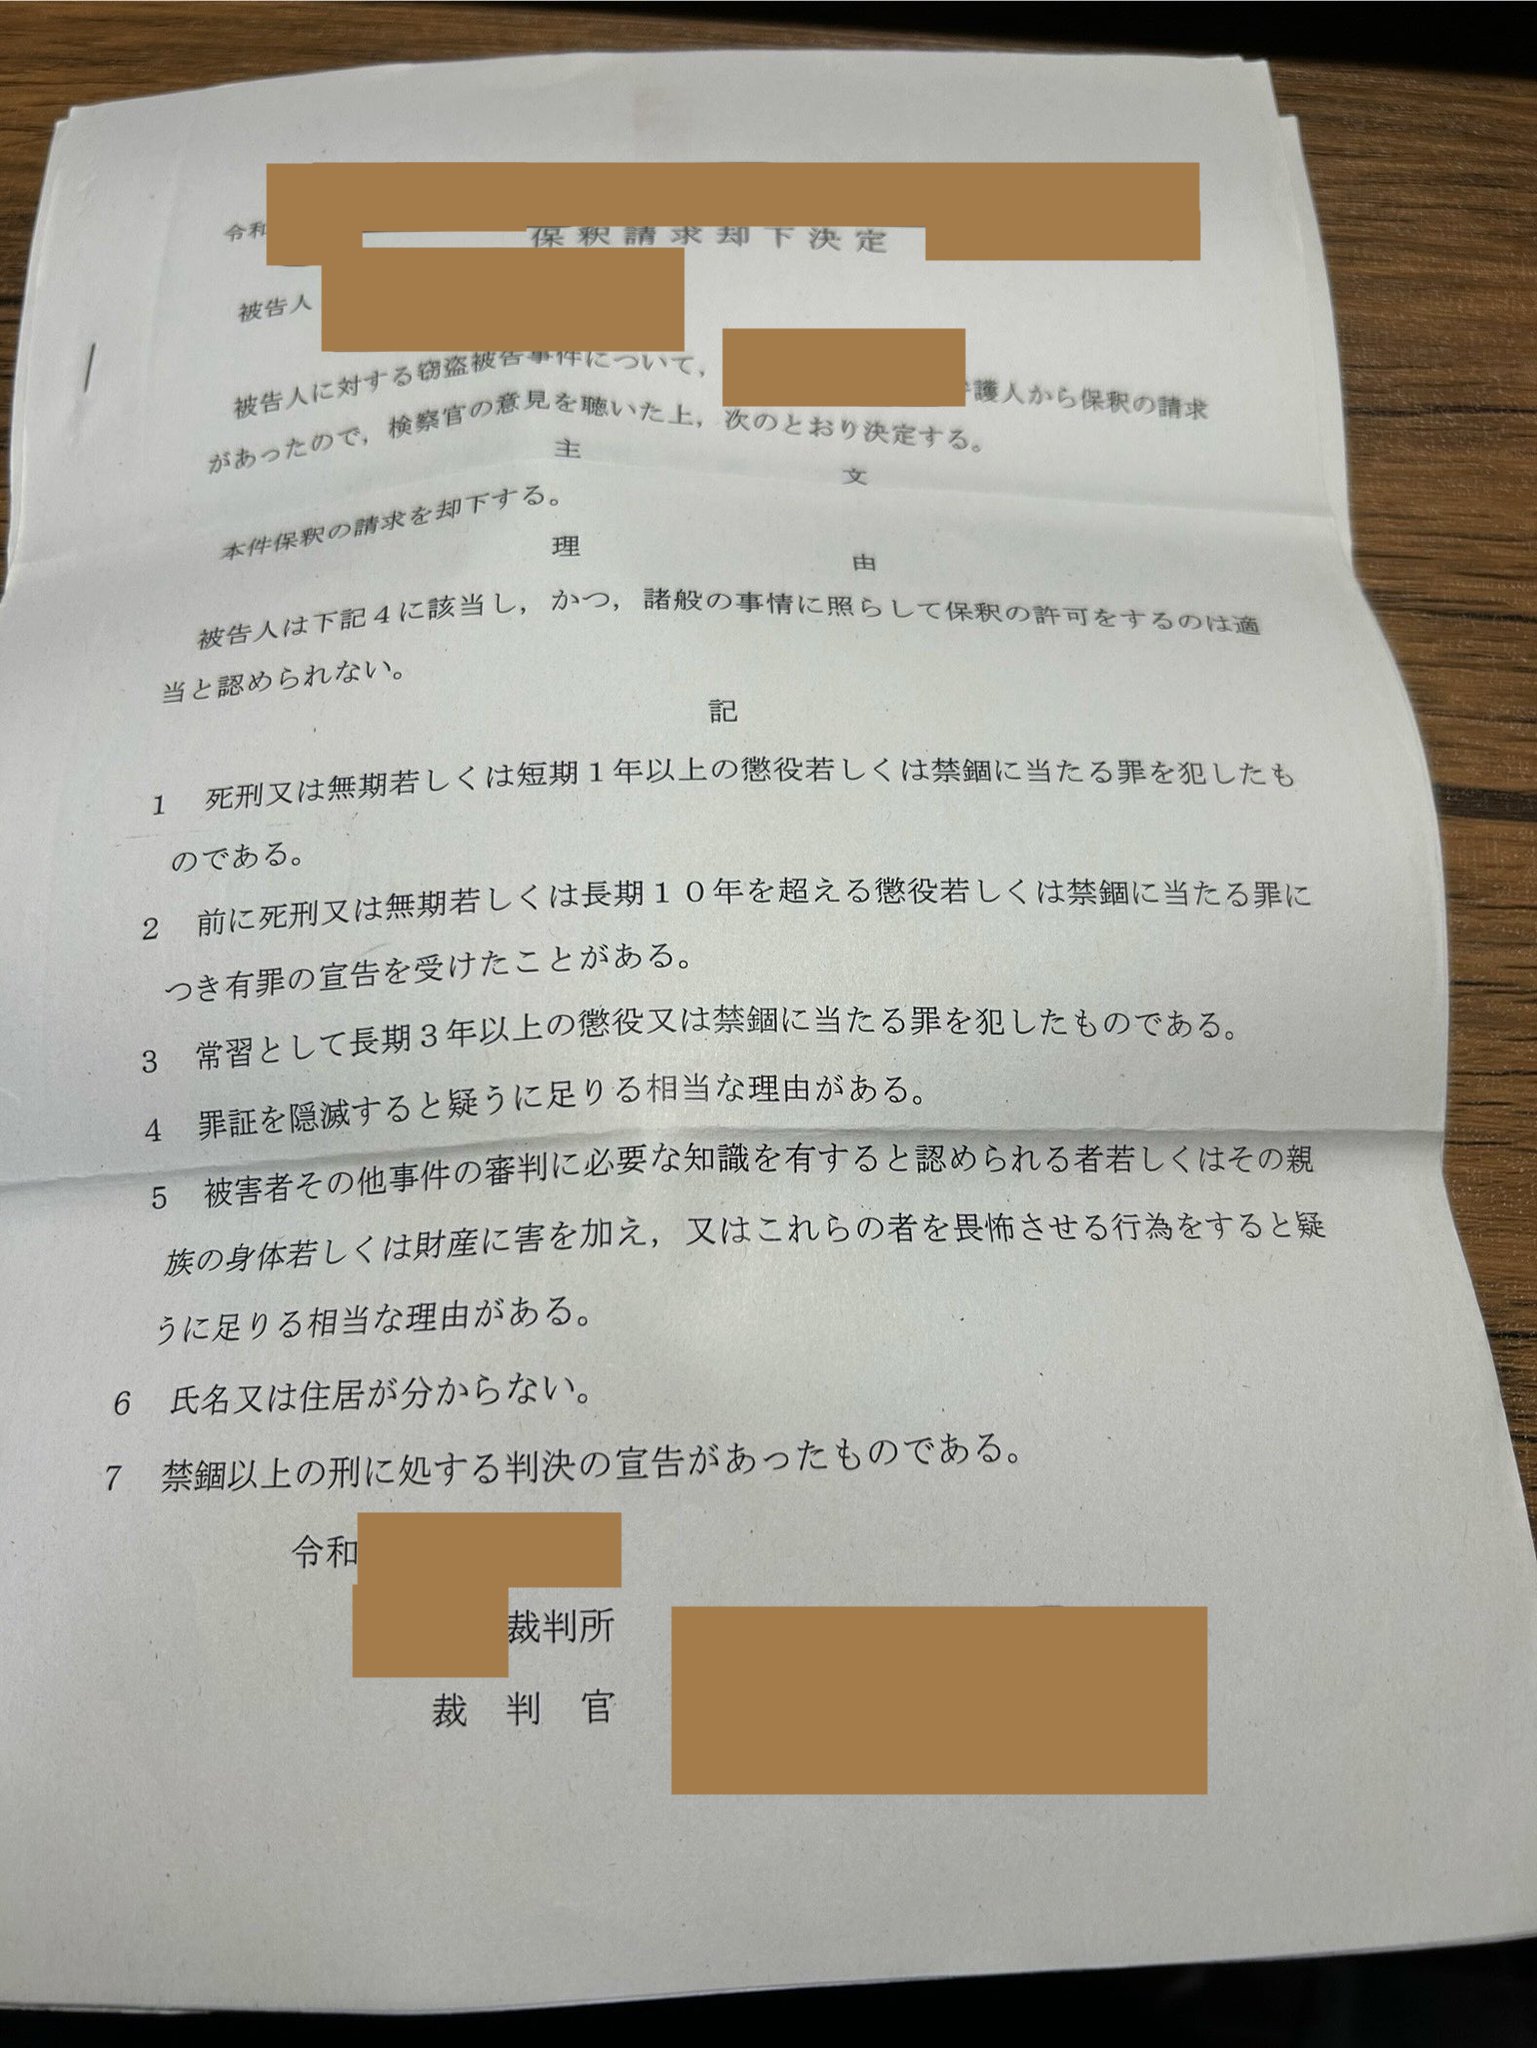 令和
保釈請求却下決定
被告人
被告人に対する窃盗被告事件について，
護人から保釈の請求
があったので，検察官の意見を聴いた上，次のとおり決定する。
主文
本件保釈の請求を却下する。
理由
被告人は下記４に該当し，かつ，諸般の事情に照らして保釈の許可をするのは適
当と認められない。
記
１　死刑又は無期若しくは短期１年以上の懲役若しくは禁錮に当たる罪を犯したも
のである。
２　前に死刑又は無期若しくは長期１０年を超える懲役若しくは禁錮に当たる罪に
つき有罪の宣告を受けたことがある。
３　常習として長期３年以上の懲役又は禁錮に当たる罪を犯したものである。
４　罪証を隠滅すると疑うに足りる相当な理由がある。
５　被害者その他事件の審判に必要な知識を有すると認められる者若しくはその親
族の身体若しくは財産に害を加え，又はこれらの者を畏怖させる行為をすると疑
うに足りる相当な理由がある。
６　氏名又は住居が分からない。
７　禁錮以上の刑に処する判決の宣告があったものである。
令和
裁判所
裁判官